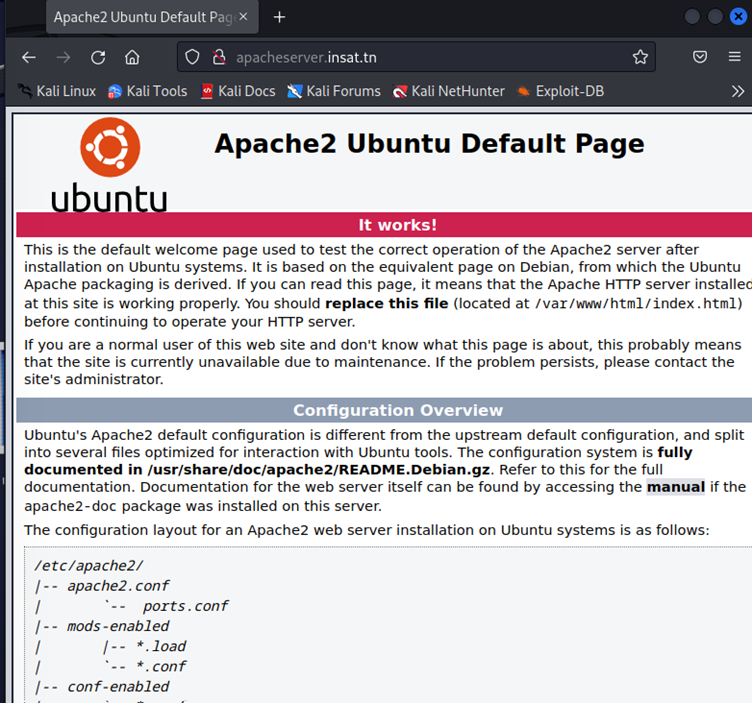 Apache2 Ubuntu Default Pag
apacheserver.insat.tn
Kali Linux Kali Tools Kali Docs Kali Forums Kali NetHunter Exploit-DB
Apache2 Ubuntu Default Page
ubuntu
It works!
This is the default welcome page used to test the correct operation of the Apache2 server after
installation on Ubuntu systems. It is based on the equivalent page on Debian, from which the Ubuntu
Apache packaging is derived. If you can read this page, it means that the Apache HTTP server installed
at this site is working properly. You should replace this file (located at /var/www/html/index.html)
before continuing to operate your HTTP server.
If you are a normal user of this web site and don't know what this page is about, this probably means
that the site is currently unavailable due to maintenance. If the problem persists, please contact the
site's administrator.
Configuration Overview
Ubuntu's Apache2 default configuration is different from the upstream default configuration, and split
into several files optimized for interaction with Ubuntu tools. The configuration system is fully
documented in /usr/share/doc/apache2/README.Debian.gz. Refer to this for the full
documentation. Documentation for the web server itself can be found by accessing the manual if the
apache2-doc package was installed on this server.
The configuration layout for an Apache2 web server installation on Ubuntu systems is as follows:
/etc/apache2/
|-- apache2.conf
|       `--  ports.conf
|-- mods-enabled
|       |-- *.load
|       `-- *.conf
|-- conf-enabled